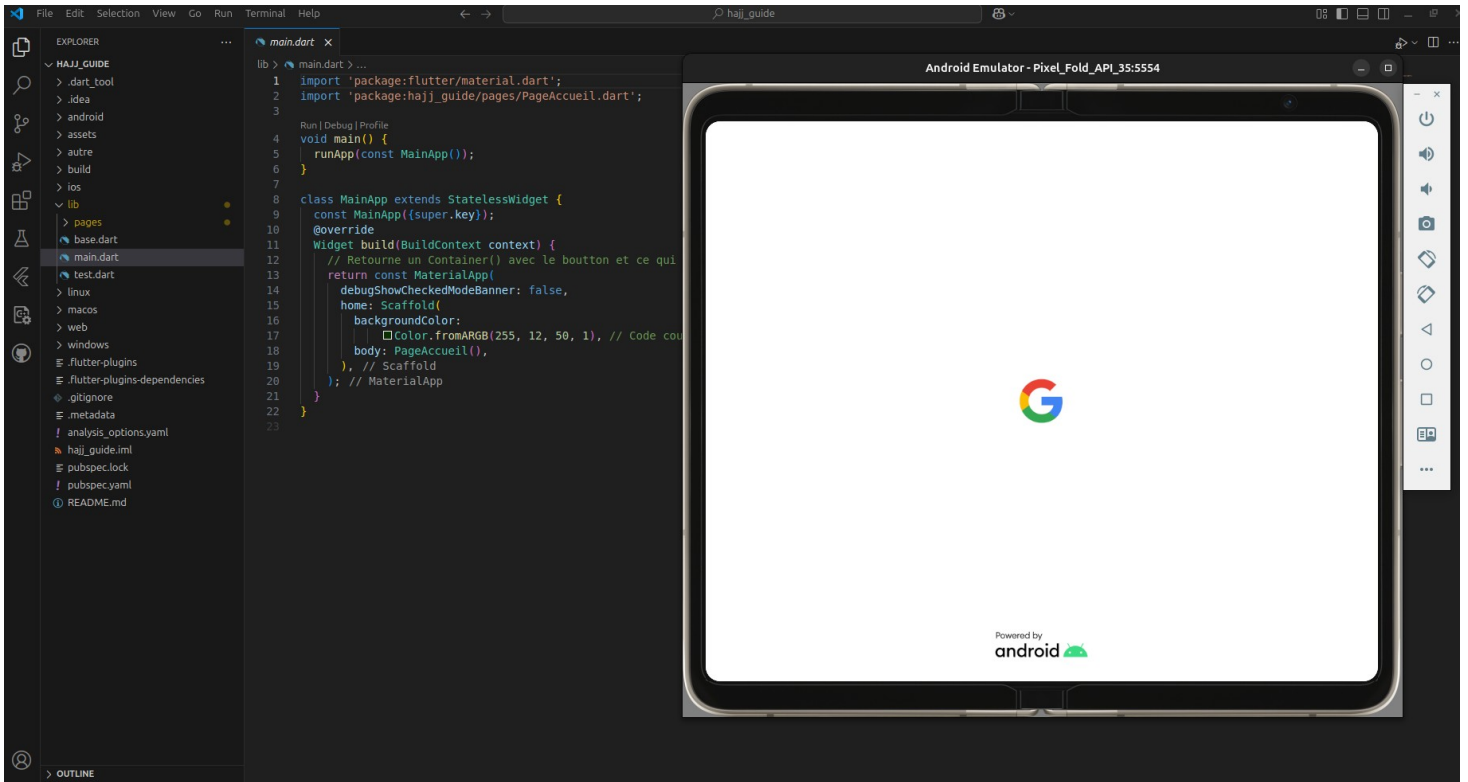 File Edit Selection View Go Run Terminal Help
hajj_guide
EXPLORER
HAJJ_GUIDE
.dart_tool
.idea
android
assets
autre
build
ios
lib
pages
base.dart
main.dart
test.dart
linux
macos
web
windows
.flutter-plugins
.flutter-plugins-dependencies
.gitignore
.metadata
analysis_options.yaml
hajj_guide.iml
pubspec.lock
pubspec.yaml
README.md
OUTLINE
main.dart
lib > main.dart > ...
1 import 'package:flutter/material.dart';
2 import 'package:hajj_guide/pages/PageAccueil.dart';
3
Run | Debug | Profile
4 void main() {
5 runApp(const MainApp());
6 }
7
8 class MainApp extends StatelessWidget {
9 const MainApp({super.key});
10 @override
11 Widget build(BuildContext context) {
12 // Retourne un Container() avec le boutton et ce qui
13 return const MaterialApp(
14 debugShowCheckedModeBanner: false,
15 home: Scaffold(
16 backgroundColor:
17 Color.fromARGB(255, 12, 50, 1), // Code cou
18 body: PageAccueil(),
19 ), // Scaffold
20 ); // MaterialApp
21 }
22 }
23
Android Emulator - Pixel_Fold_API_35:5554
G
Powered by
android